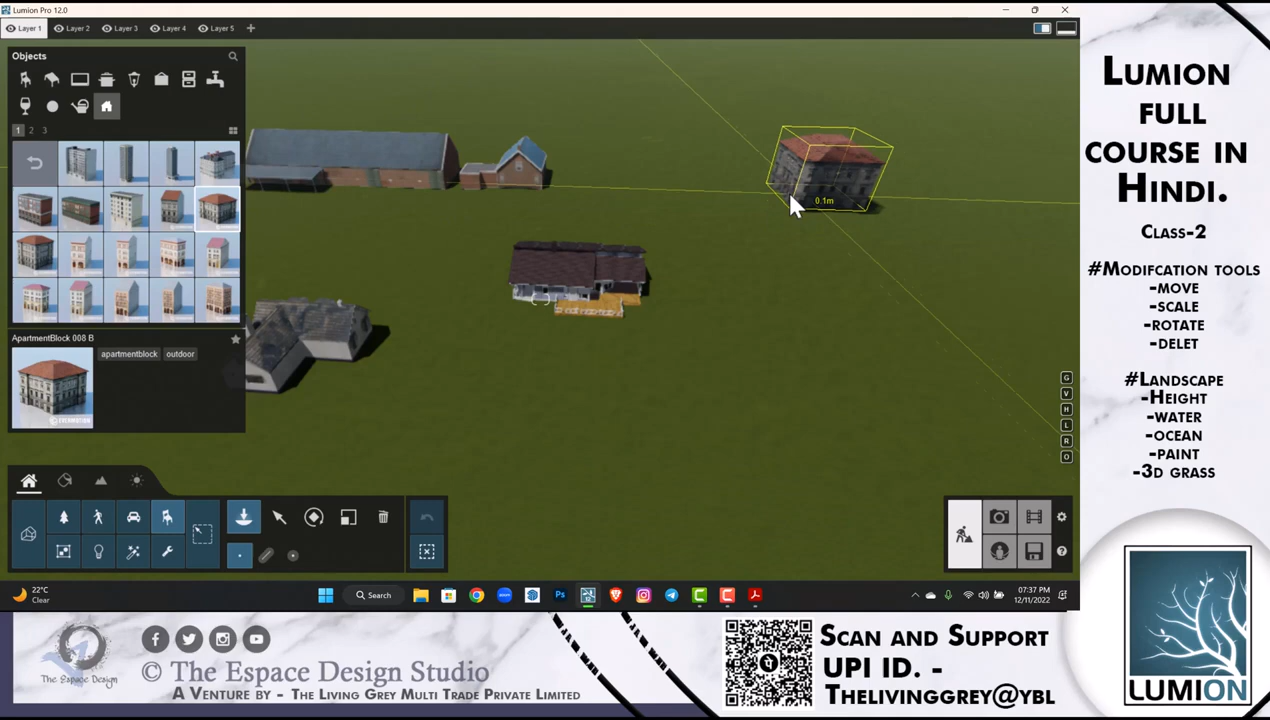 Lumion Pro 12.0
Layer 1
Layer 2
Layer 3
Layer 4
Layer 5
Objects
1 2 3
ApartmentBlock 008 B
apartmentblock
outdoor
©EVERMOTION
0.1m
G
V
H
L
R
O
22°C
Clear
Search
07:37 PM
12/11/2022
Lumion
full
course in
Hindi.
Class-2
#Modifcation tools
-Move
-Scale
-Rotate
-Delet
#Landscape
-Height
-Water
-Ocean
-Paint
-3d grass
The Espace Design
© The Espace Design Studio
A Venture by - The Living Grey Multi Trade Private Limited
Scan and Support
UPI ID. -
Thelivinggrey@ybl
LUMION